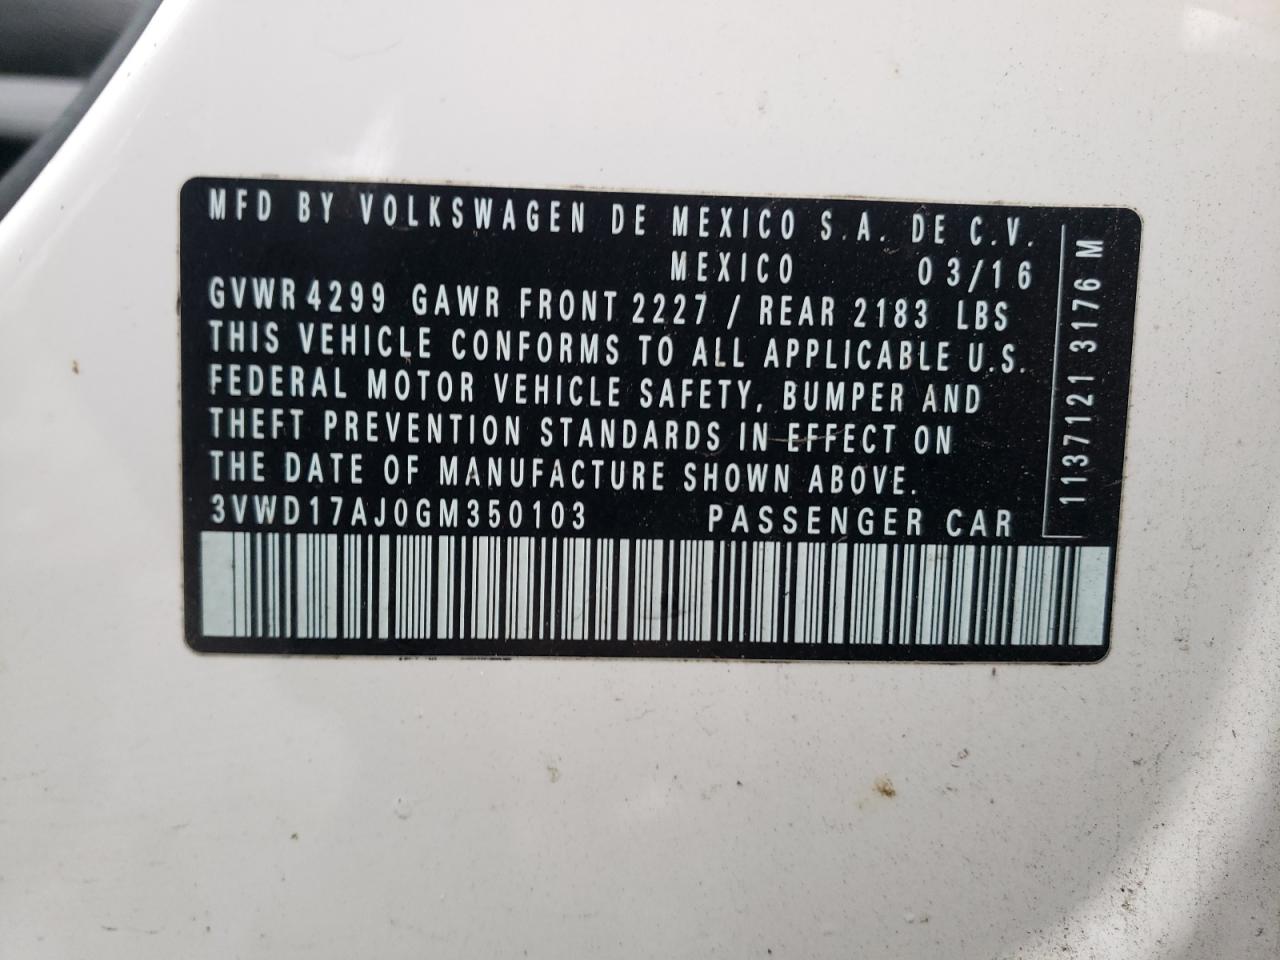 MFD BY VOLKSWAGEN DE MEXICO S.A. DE C.V.
MEXICO 03/16
GVWR 4299 GAWR FRONT 2227 / REAR 2183 LBS
THIS VEHICLE CONFORMS TO ALL APPLICABLE U.S.
FEDERAL MOTOR VEHICLE SAFETY, BUMPER AND
THEFT PREVENTION STANDARDS IN EFFECT ON
THE DATE OF MANUFACTURE SHOWN ABOVE.
3VWD17AJ0GM350103 PASSENGER CAR
1137121 3176 M